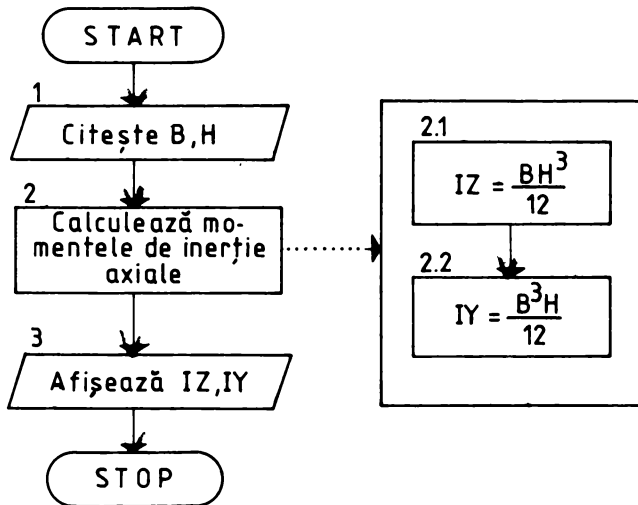 START
1
Citește B,H
2
Calculează mo-
mentele de inerție
axiale
3
Afișează IZ,IY
STOP
2.1
IZ = BH³/12
2.2
IY = B³H/12